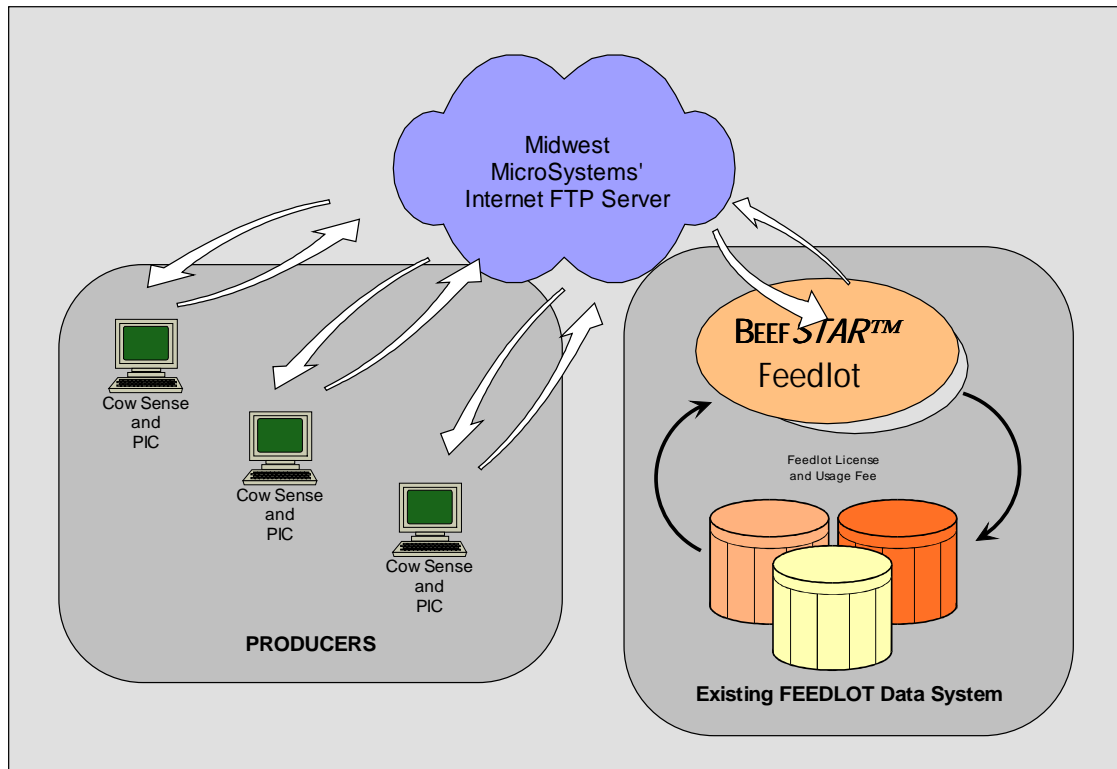 Midwest
MicroSystems'
Internet FTP Server
BEEF STAR™
Feedlot
Cow Sense
and
PIC
Cow Sense
and
PIC
Cow Sense
and
PIC
PRODUCERS
Feedlot License
and Usage Fee
Existing FEEDLOT Data System